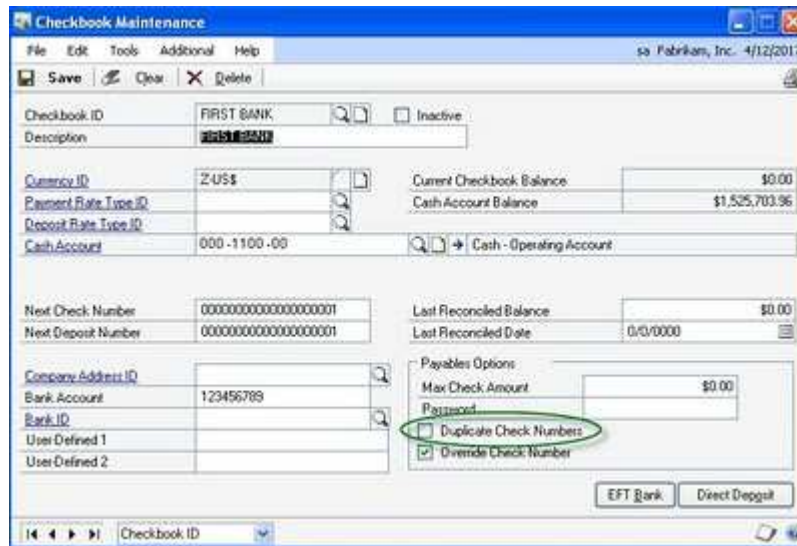 Checkbook Maintenance
File Edit Tools Additional Help sa Fabrikam, Inc. 4/12/2017
Save Clear Delete
Checkbook ID FIRST BANK Inactive
Description FIRST BANK
Currency ID Z-US$ Current Checkbook Balance $0.00
Payment Rate Type ID Cash Account Balance $1,525,703.96
Deposit Rate Type ID
Cash Account 000 -1100 -00 Cash - Operating Account
Next Check Number 00000000000000000001 Last Reconciled Balance $0.00
Next Deposit Number 00000000000000000001 Last Reconciled Date 0/0/0000
Payables Options
Company Address ID Max Check Amount $0.00
Bank Account 123456789 Password
Bank ID Duplicate Check Numbers
User-Defined 1 Override Check Number
User-Defined 2
EFT Bank Direct Deposit
Checkbook ID